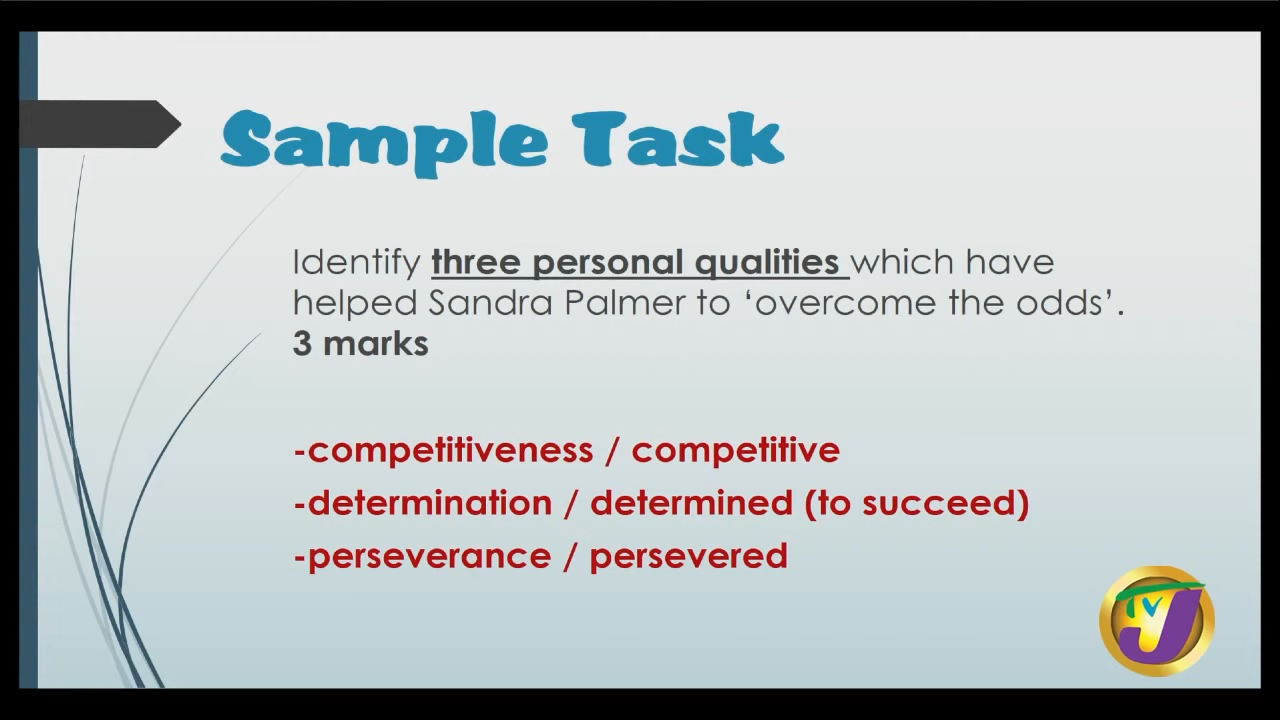 Sample Task
Identify three personal qualities which have
helped Sandra Palmer to ‘overcome the odds’.
3 marks
-competitiveness / competitive
-determination / determined (to succeed)
-perseverance / persevered
TVJ